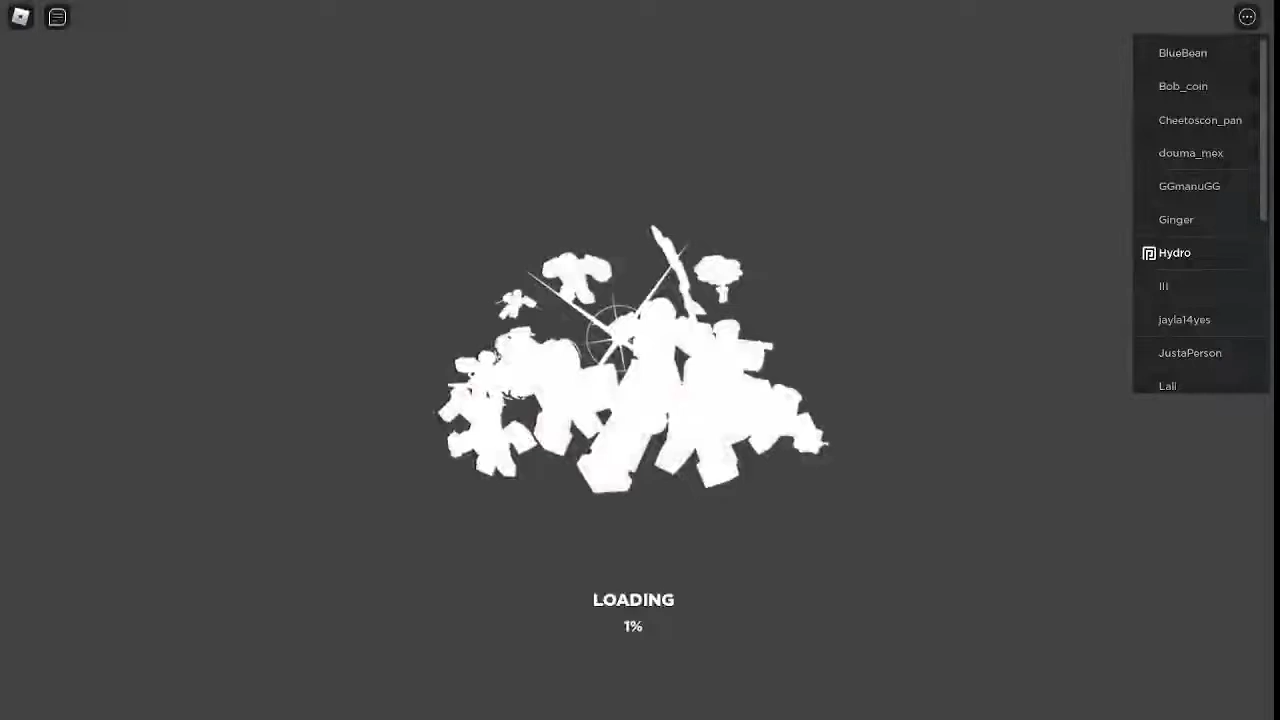 BlueBean
Bob_coin
Cheetoscon_pan
douma_mex
GGmanuGG
Ginger
Hydro
III
jayla14yes
JustaPerson
Lali
LOADING
1%